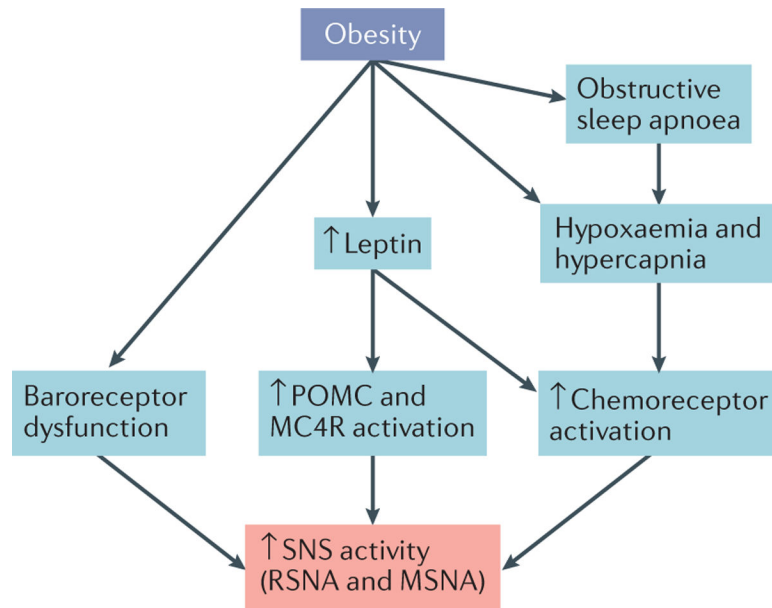 Obesity
Obstructive
sleep apnoea
↑Leptin
Hypoxaemia and
hypercapnia
Baroreceptor
dysfunction
↑POMC and
MC4R activation
↑Chemoreceptor
activation
↑SNS activity
(RSNA and MSNA)